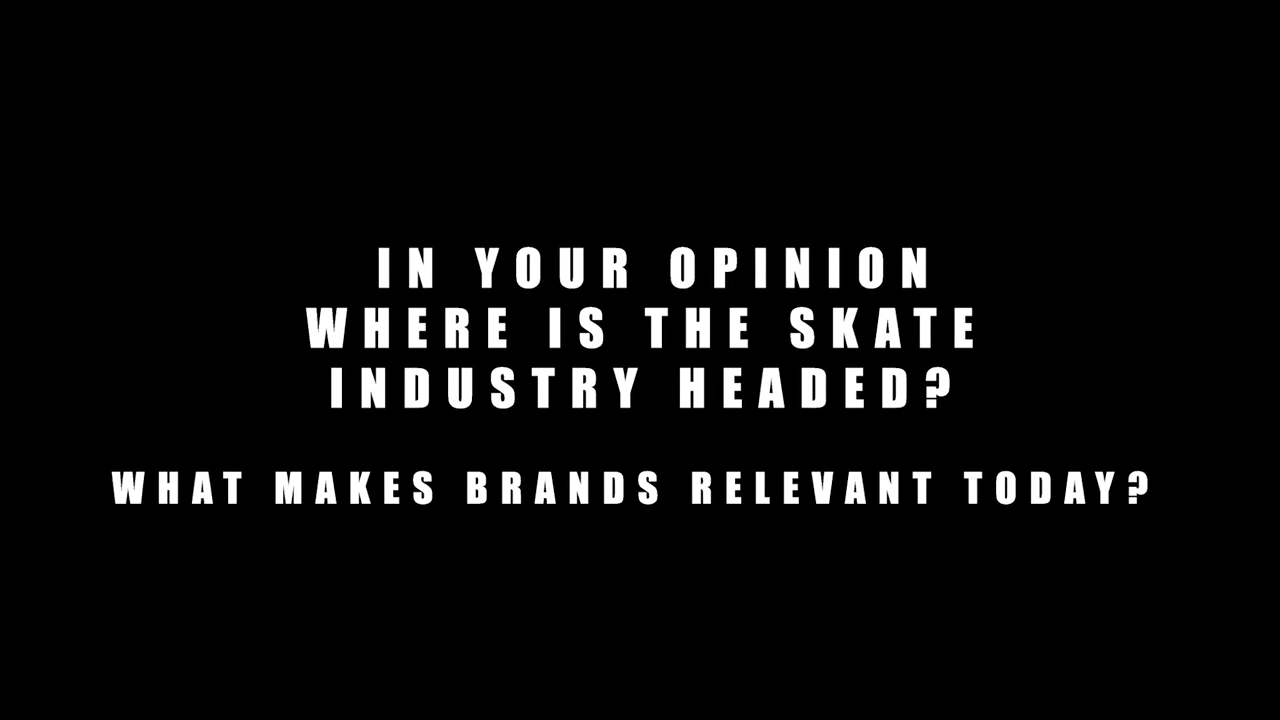 IN YOUR OPINION
WHERE IS THE SKATE
INDUSTRY HEADED?
WHAT MAKES BRANDS RELEVANT TODAY?